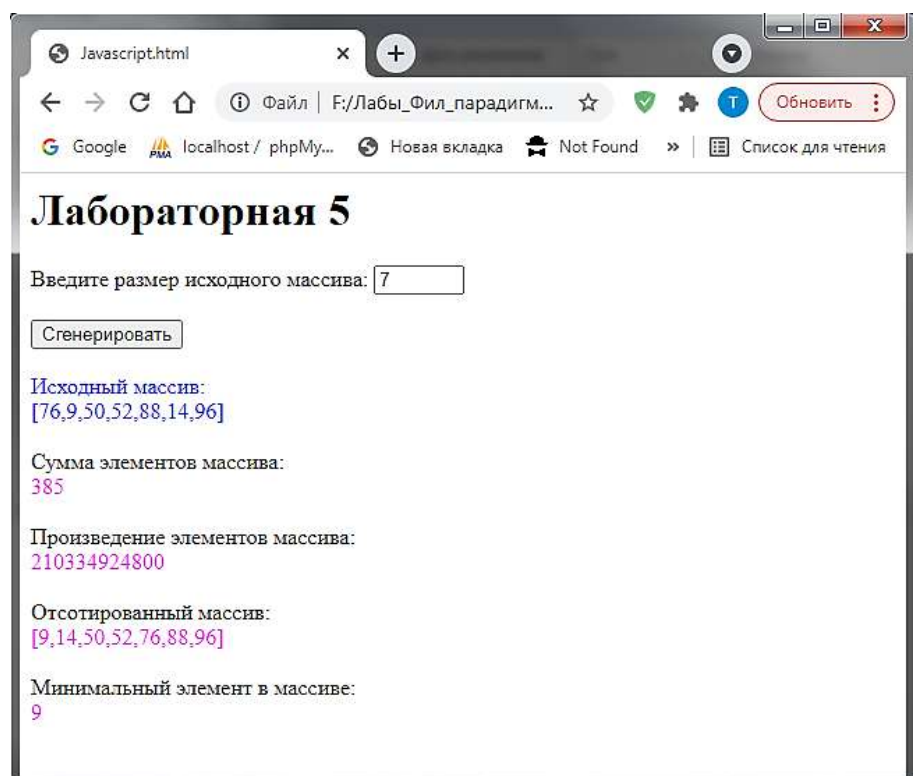 Javascript.html
Файл | F:/Лабы_Фил_парадигм... Т Обновить
Google localhost / phpMy... Новая вкладка Not Found » Список для чтения
Лабораторная 5
Введите размер исходного массива: 7
Сгенерировать
Исходный массив:
[76,9,50,52,88,14,96]
Сумма элементов массива:
385
Произведение элементов массива:
210334924800
Отсотированный массив:
[9,14,50,52,76,88,96]
Минимальный элемент в массиве:
9